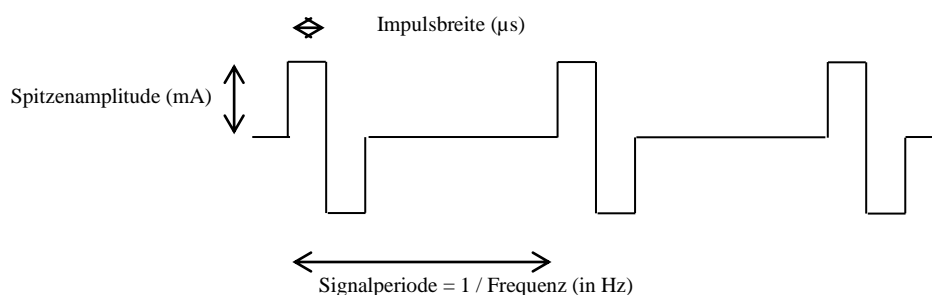 Impulsbreite (µs)
Spitzenamplitude (mA)
Signalperiode = 1 / Frequenz (in Hz)